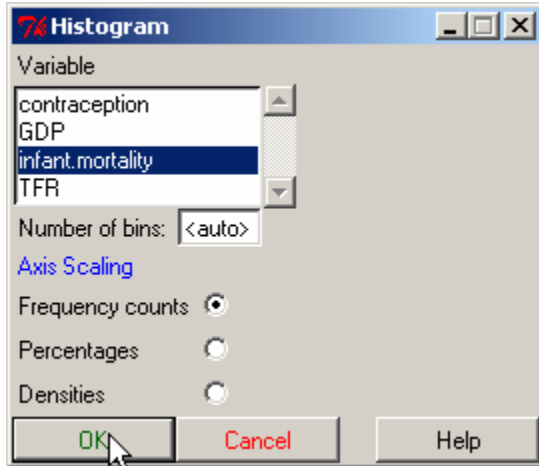 Histogram
Variable
contraception
GDP
infant.mortality
TFR
Number of bins: <auto>
Axis Scaling
Frequency counts
Percentages
Densities
OK Cancel Help